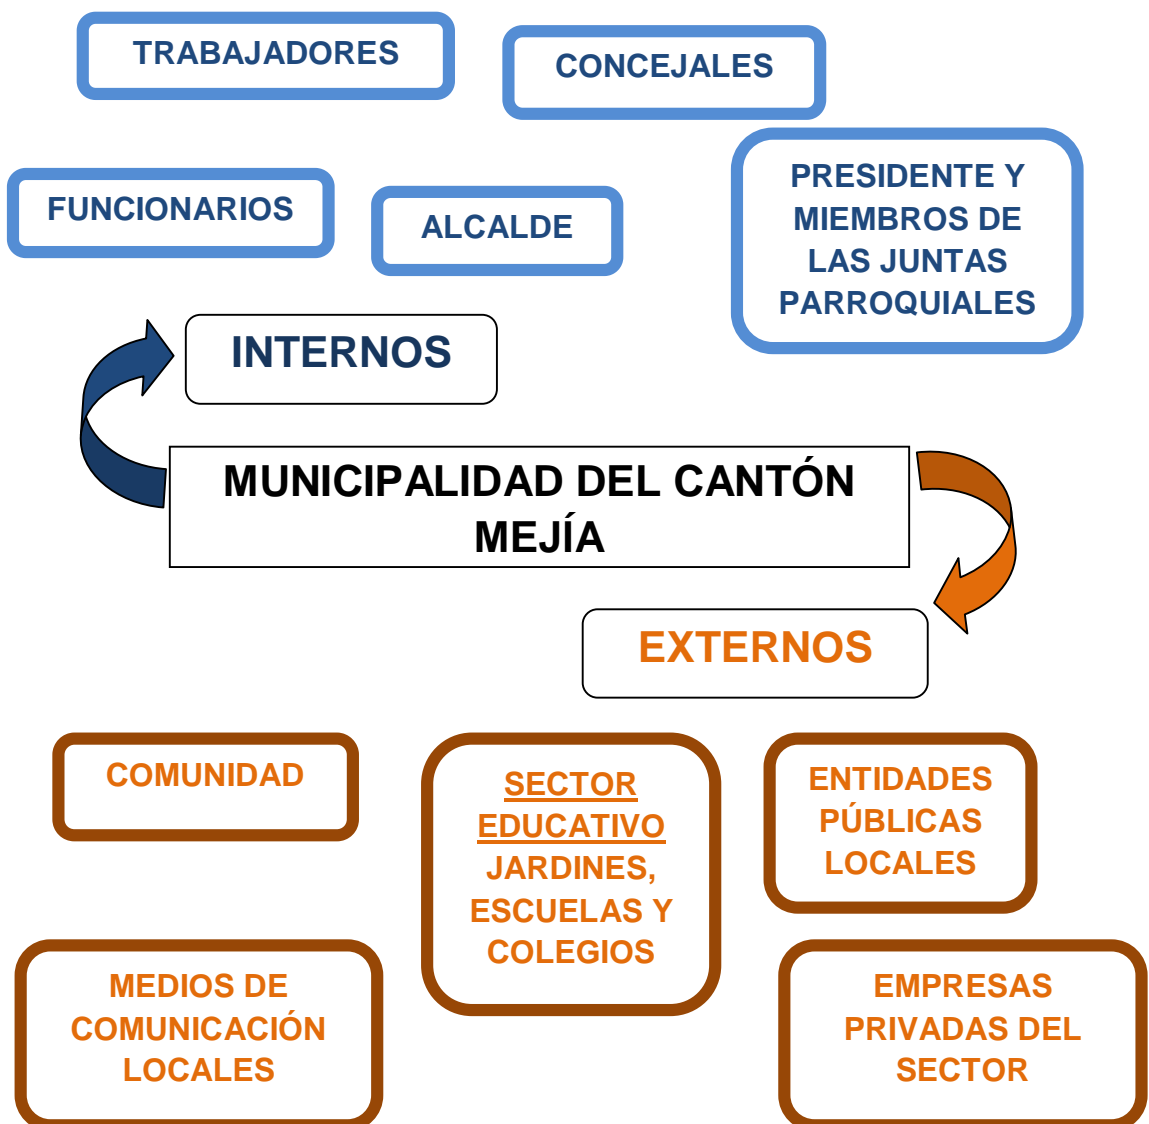 TRABAJADORES
CONCEJALES
PRESIDENTE Y
MIEMBROS DE
LAS JUNTAS
PARROQUIALES
FUNCIONARIOS
ALCALDE
INTERNOS
MUNICIPALIDAD DEL CANTÓN
MEJÍA
EXTERNOS
COMUNIDAD
SECTOR
EDUCATIVO
JARDINES,
ESCUELAS Y
COLEGIOS
ENTIDADES
PÚBLICAS
LOCALES
MEDIOS DE
COMUNICACIÓN
LOCALES
EMPRESAS
PRIVADAS DEL
SECTOR